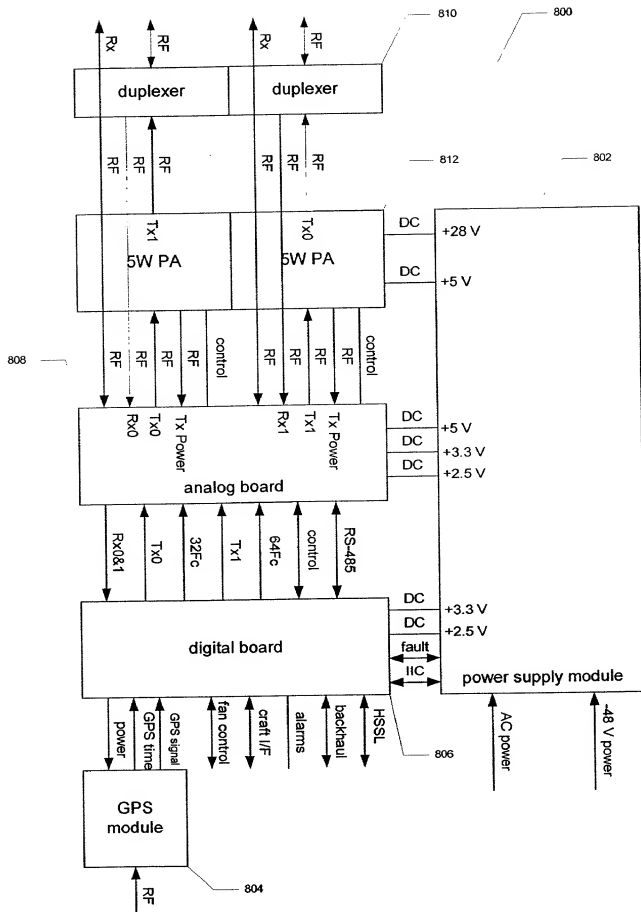 810
800
Rx
RF
Rx
RF
duplexer
duplexer
RF
RF
RF
RF
RF
RF
812
802
Tx1
Tx0
5W PA
5W PA
DC
+28 V
DC
+5 V
808
RF
RF
RF
RF
control
RF
RF
RF
RF
control
Rx0
Tx0
Tx Power
Rx1
Tx1
Tx Power
analog board
DC
+5 V
DC
+3.3 V
DC
+2.5 V
Rx0&1
Tx0
32Fc
Tx1
64Fc
control
RS-485
digital board
DC
+3.3 V
DC
+2.5 V
fault
IIC
power supply module
power
GPS time
GPS signal
fan control
craft I/F
alarms
backhaul
HSSL
806
AC power
-48 V power
GPS
module
804
RF